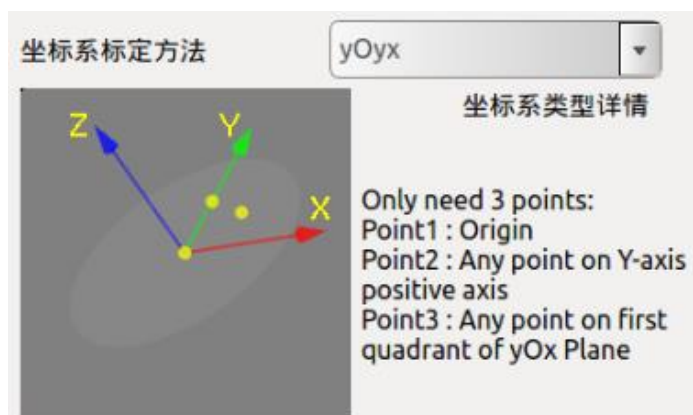 坐标系标定方法
yOyx
坐标系类型详情
Z
Y
X
Only need 3 points:
Point1 : Origin
Point2 : Any point on Y-axis
positive axis
Point3 : Any point on first
quadrant of yOx Plane